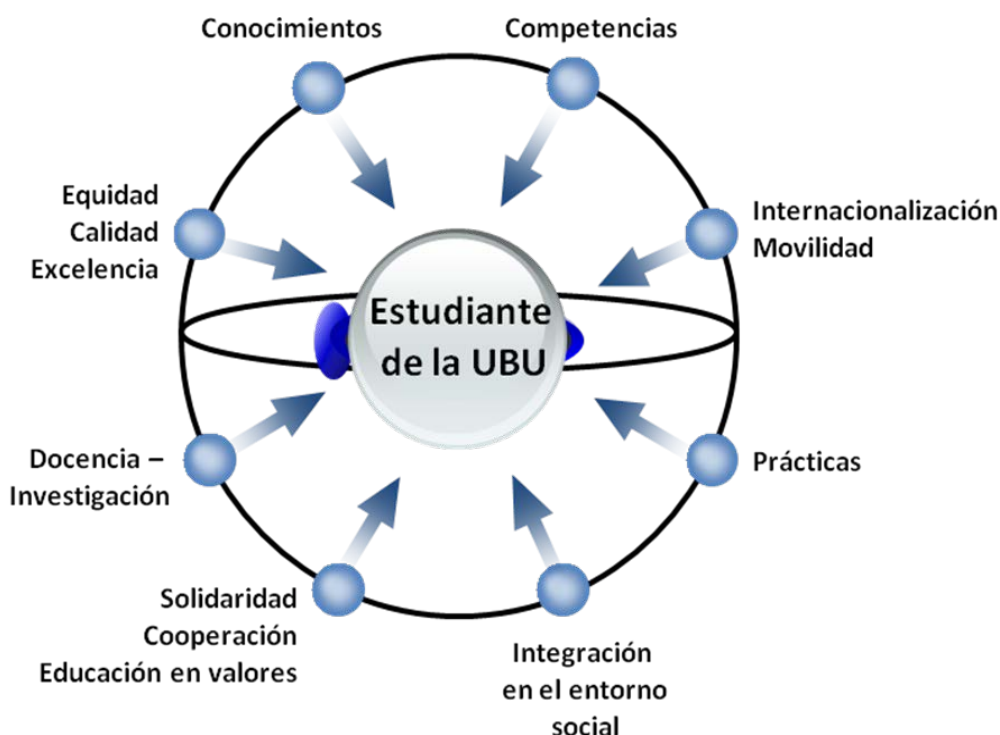 Conocimientos
Competencias
Equidad
Calidad
Excelencia
Internacionalización
Movilidad
Estudiante
de la UBU
Docencia –
Investigación
Prácticas
Solidaridad
Cooperación
Educación en valores
Integración
en el entorno
social